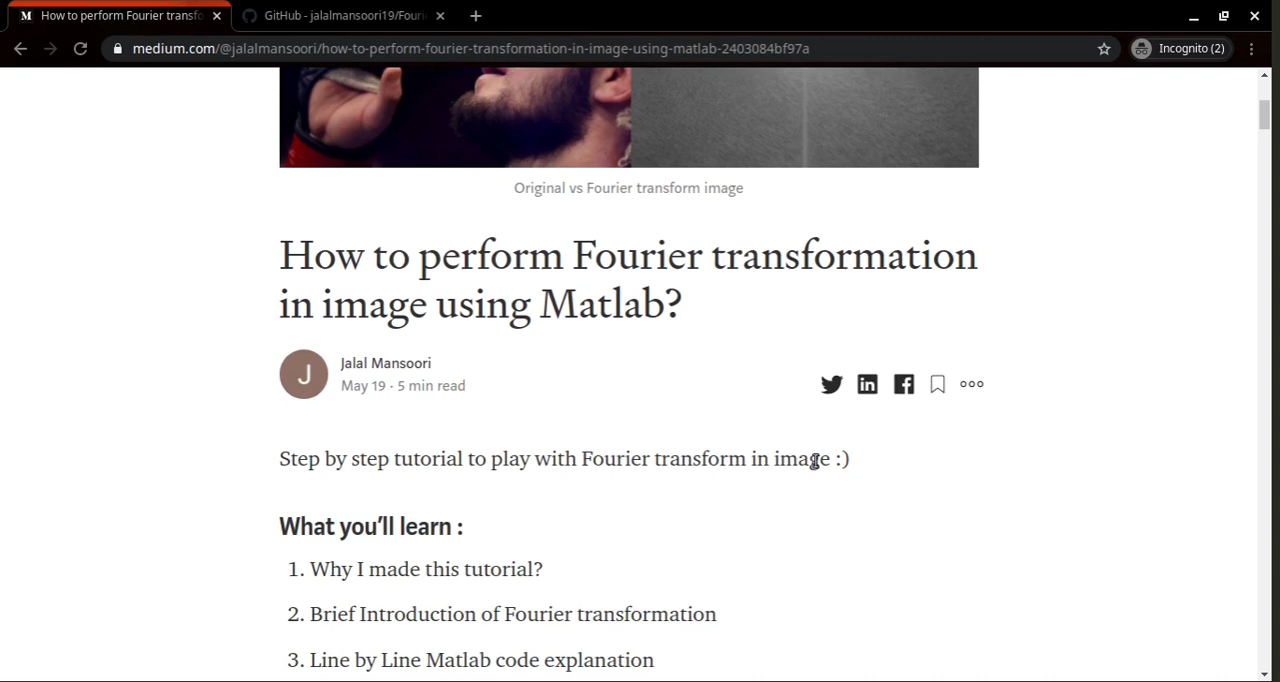 How to perform Fourier transfo
GitHub - jalalmansoori19/Fouri
medium.com/@jalalmansoori/how-to-perform-fourier-transformation-in-image-using-matlab-2403084bf97a
Incognito (2)
Original vs Fourier transform image
How to perform Fourier transformation
in image using Matlab?
J
Jalal Mansoori
May 19 · 5 min read
Step by step tutorial to play with Fourier transform in image :)
What you'll learn :
1. Why I made this tutorial?
2. Brief Introduction of Fourier transformation
3. Line by Line Matlab code explanation